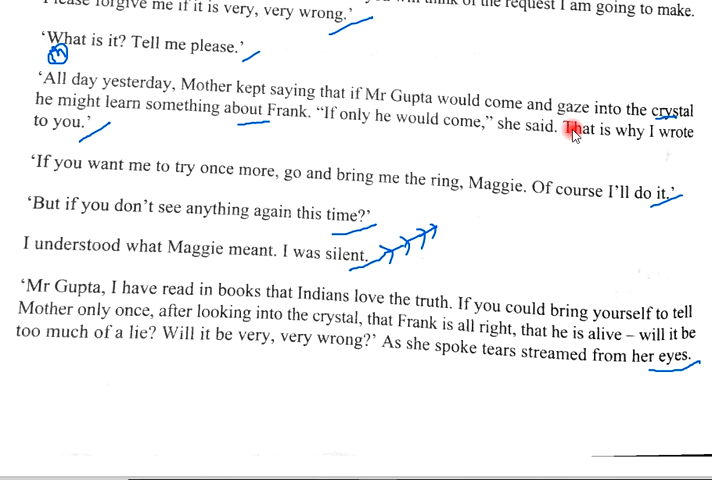 forgive me if it is very, very wrong.’ of the request I am going to make.
‘What is it? Tell me please.’
‘All day yesterday, Mother kept saying that if Mr Gupta would come and gaze into the crystal
he might learn something about Frank. “If only he would come,” she said. That is why I wrote
to you.’
‘If you want me to try once more, go and bring me the ring, Maggie. Of course I’ll do it.’
‘But if you don’t see anything again this time?’
I understood what Maggie meant. I was silent.
‘Mr Gupta, I have read in books that Indians love the truth. If you could bring yourself to tell
Mother only once, after looking into the crystal, that Frank is all right, that he is alive – will it be
too much of a lie? Will it be very, very wrong?’ As she spoke tears streamed from her eyes.